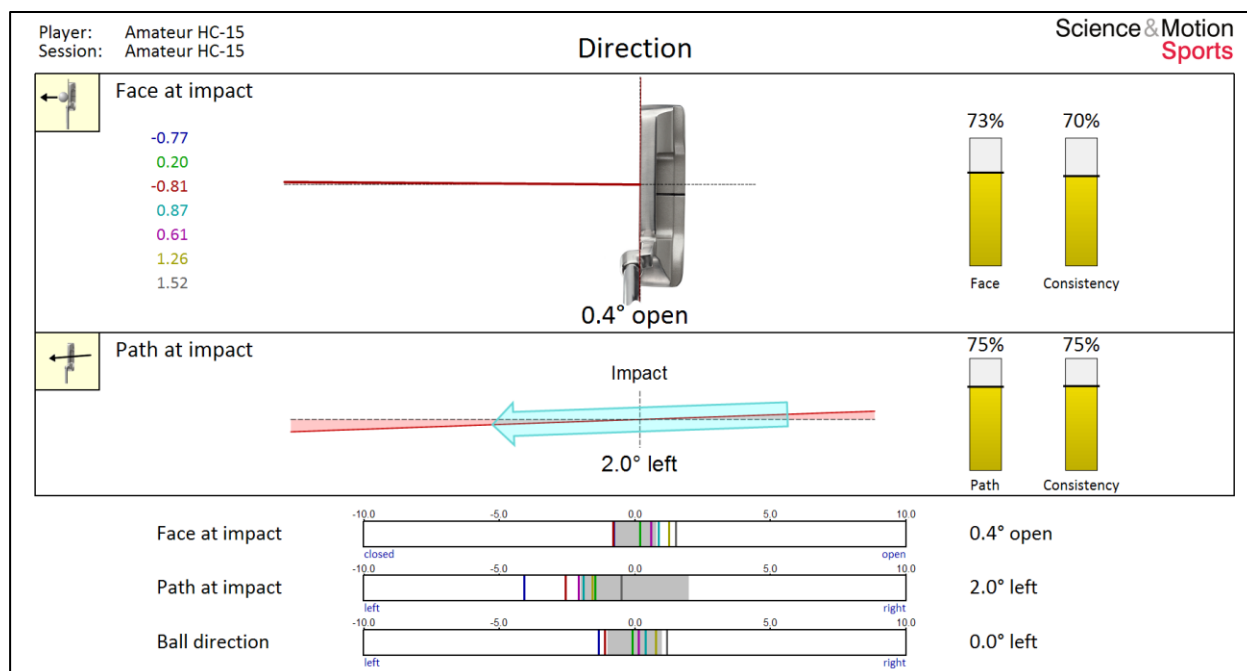 Player: Amateur HC-15
Session: Amateur HC-15
Direction
Science&Motion
Sports
Face at impact
-0.77
0.20
-0.81
0.87
0.61
1.26
1.52
0.4° open
73% 70%
Face Consistency
Path at impact
Impact
2.0° left
75% 75%
Path Consistency
-10.0 -5.0 0.0 5.0 10.0
Face at impact 0.4° open
closed open
-10.0 -5.0 0.0 5.0 10.0
Path at impact 2.0° left
left right
-10.0 -5.0 0.0 5.0 10.0
Ball direction 0.0° left
left right